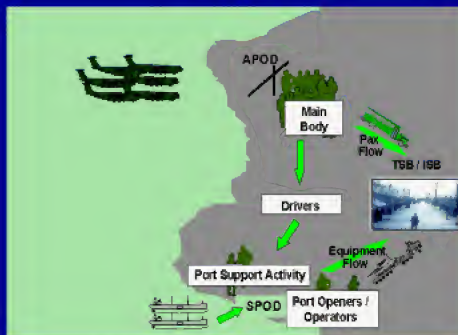 APOD
Main
Body
Pax
Flow
TSB / ISB
Drivers
Equipment
Flow
Port Support Activity
SPOD
Port Openers /
Operators